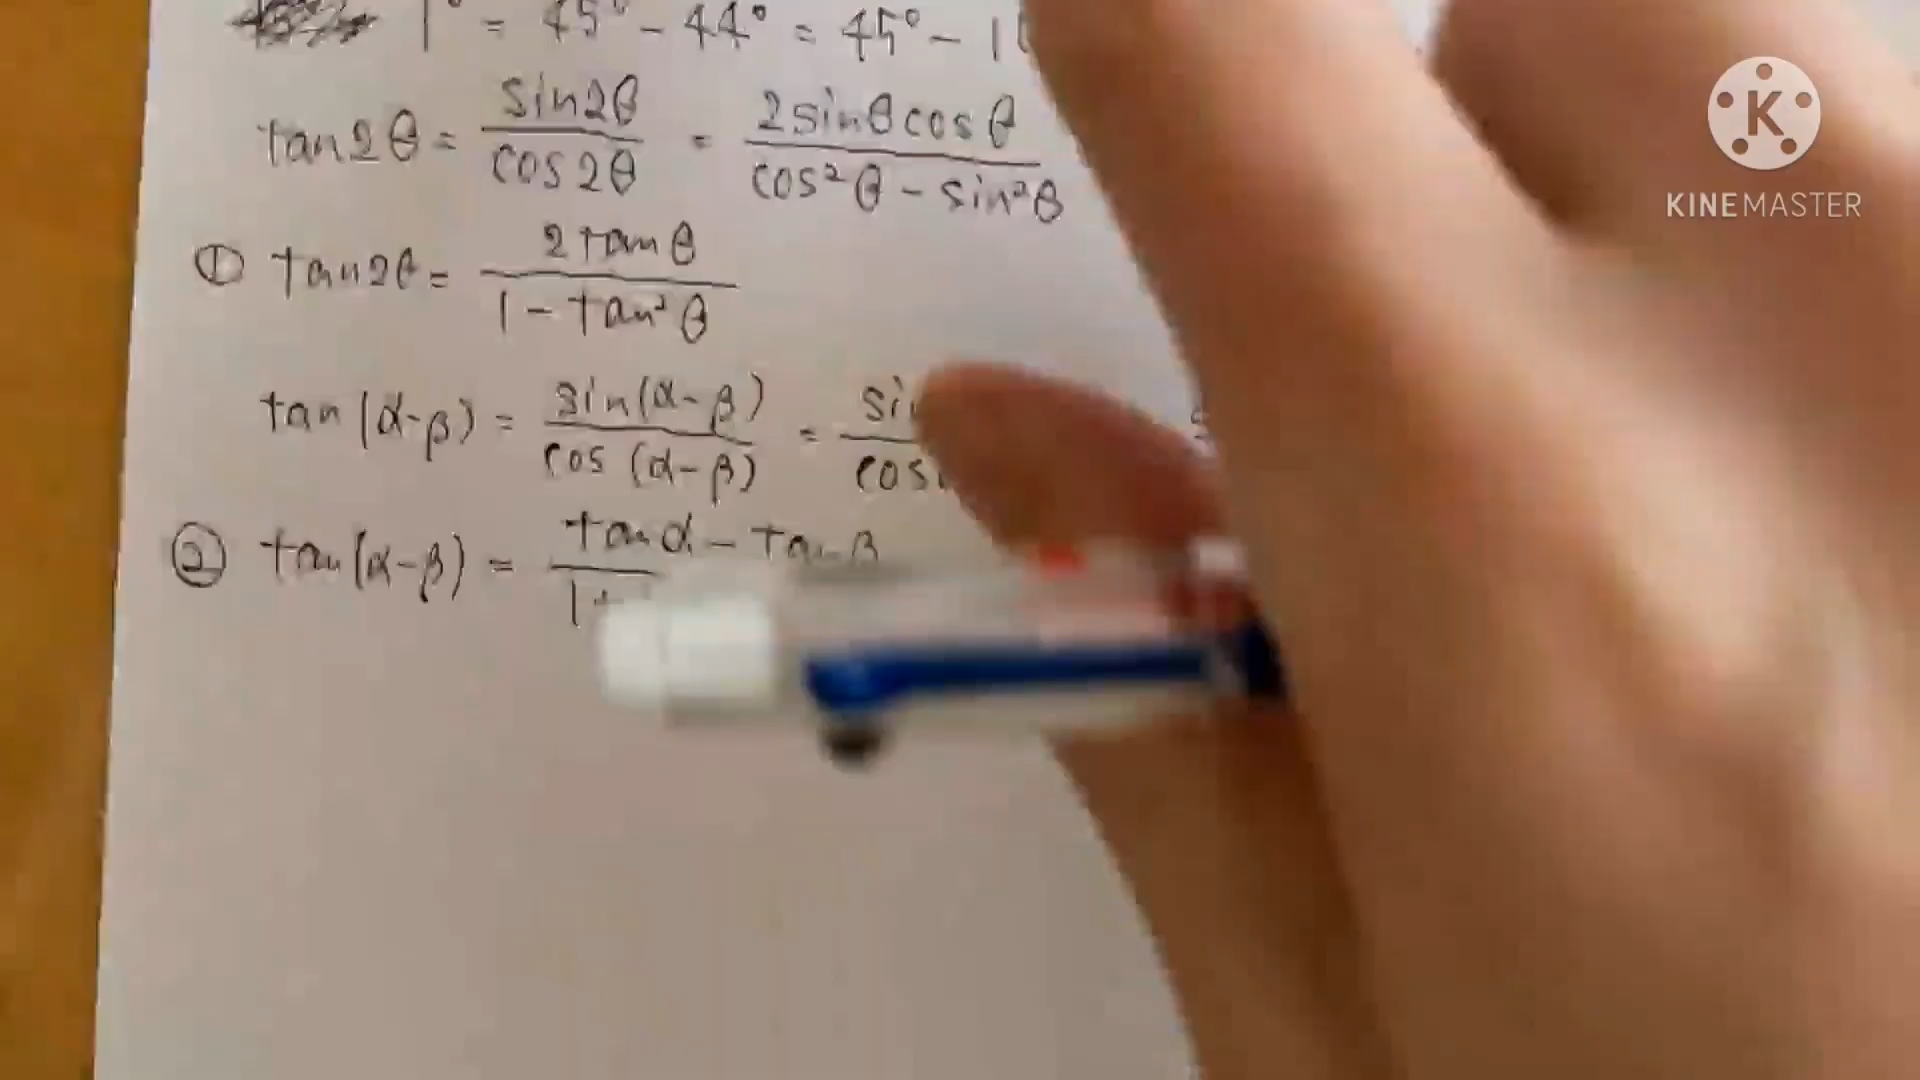 1° = 45° - 44° = 45° -
tan2θ = sin2θ/cos2θ = 2sinθcosθ/cos²θ - sin²θ
① tan2θ = 2tanθ/1 - tan²θ
tan(α-β) = sin(α-β)/cos(α-β) =
② tan(α-β) = tanα - tanβ
K
KINEMASTER